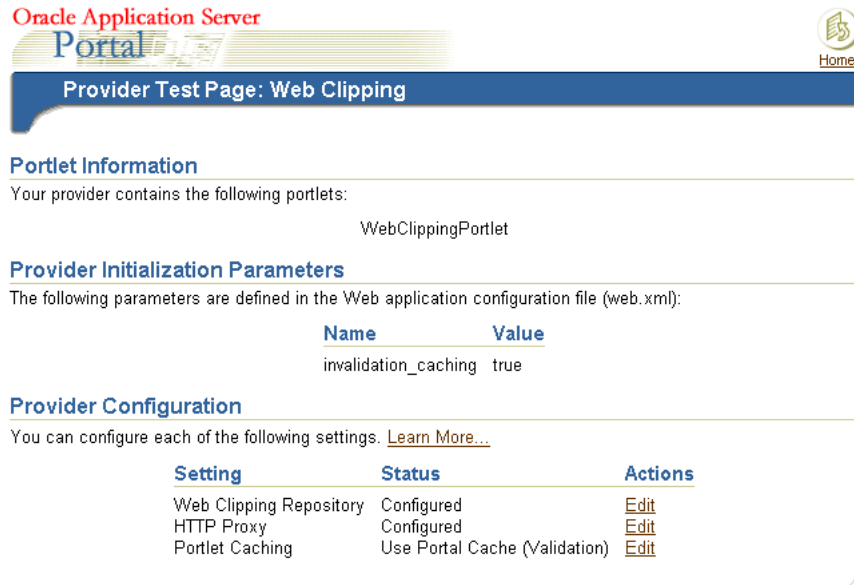 Oracle Application Server
Portal
Home
Provider Test Page: Web Clipping
Portlet Information
Your provider contains the following portlets:
WebClippingPortlet
Provider Initialization Parameters
The following parameters are defined in the Web application configuration file (web.xml):
Name Value
invalidation_caching true
Provider Configuration
You can configure each of the following settings. Learn More...
Setting Status Actions
Web Clipping Repository Configured Edit
HTTP Proxy Configured Edit
Portlet Caching Use Portal Cache (Validation) Edit